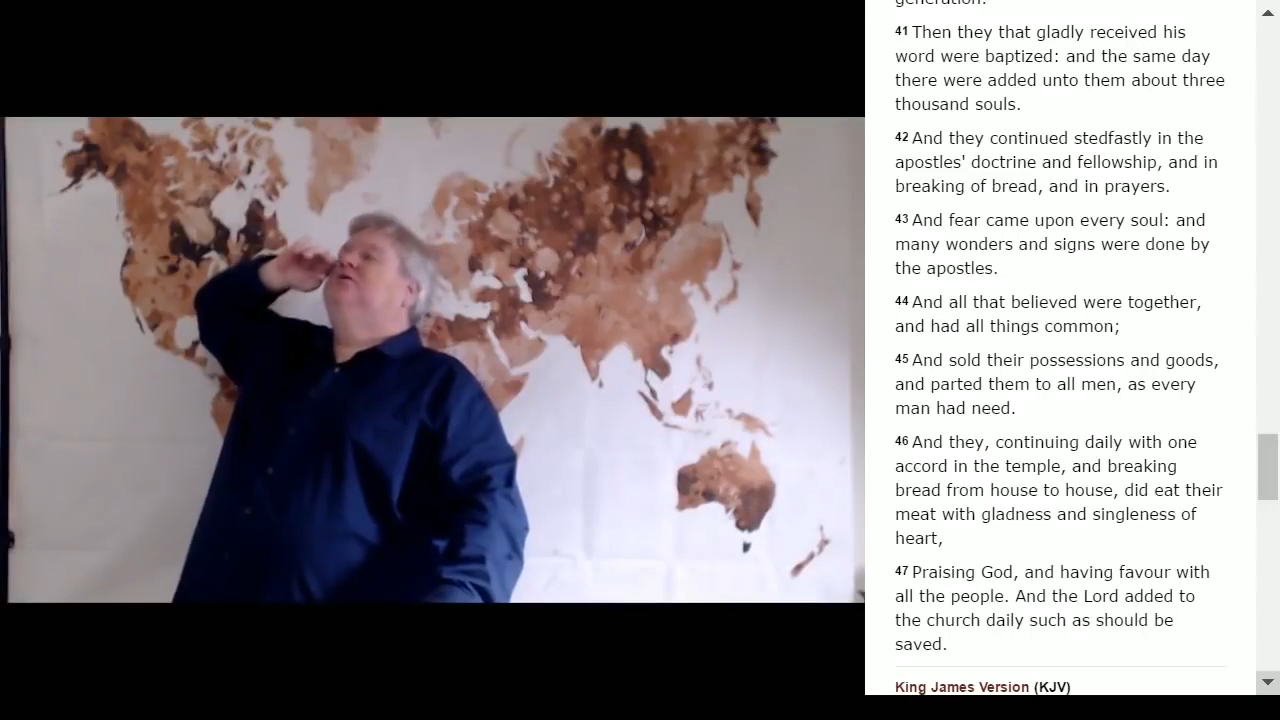 generation.
41 Then they that gladly received his
word were baptized: and the same day
there were added unto them about three
thousand souls.
42 And they continued stedfastly in the
apostles' doctrine and fellowship, and in
breaking of bread, and in prayers.
43 And fear came upon every soul: and
many wonders and signs were done by
the apostles.
44 And all that believed were together,
and had all things common;
45 And sold their possessions and goods,
and parted them to all men, as every
man had need.
46 And they, continuing daily with one
accord in the temple, and breaking
bread from house to house, did eat their
meat with gladness and singleness of
heart,
47 Praising God, and having favour with
all the people. And the Lord added to
the church daily such as should be
saved.
King James Version (KJV)